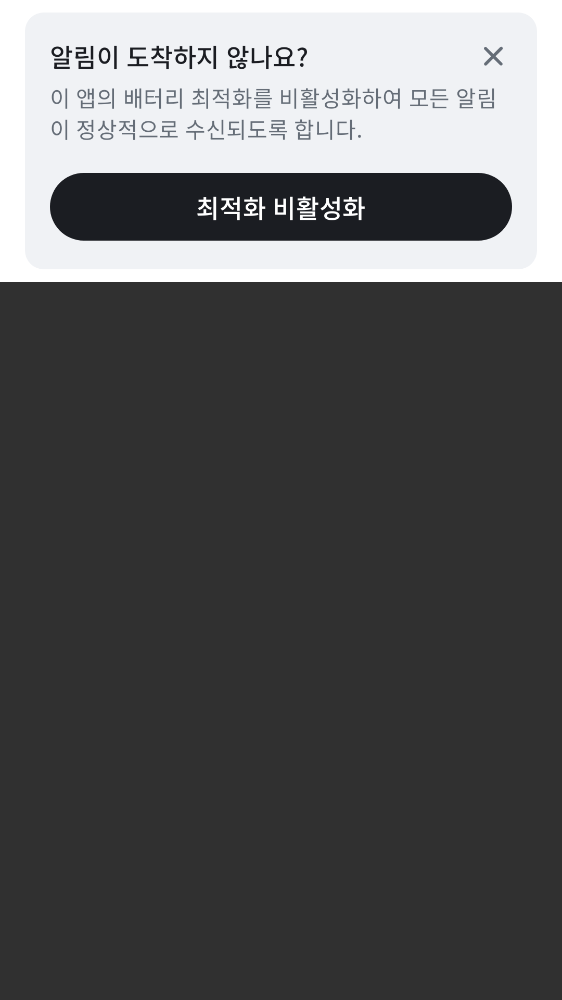 알림이 도착하지 않나요?
이 앱의 배터리 최적화를 비활성화하여 모든 알림
이 정상적으로 수신되도록 합니다.
최적화 비활성화